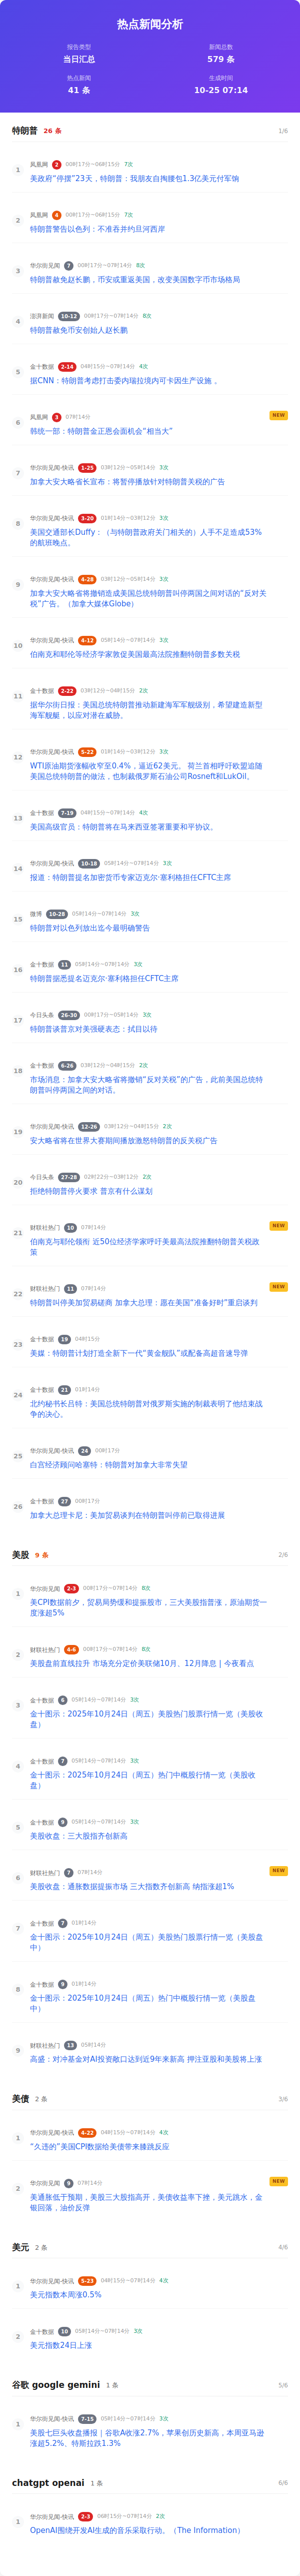 热点新闻分析
报告类型
当日汇总
新闻总数
579 条
热点新闻
41 条
生成时间
10-25 07:14
特朗普 26 条 1/6
1
凤凰网 2 00时17分~06时15分 7次
美政府“停摆”23天，特朗普：我朋友自掏腰包1.3亿美元付军饷
2
凤凰网 4 00时17分~06时15分 7次
特朗普警告以色列：不准吞并约旦河西岸
3
华尔街见闻 7 00时17分~07时14分 8次
特朗普赦免赵长鹏，币安或重返美国，改变美国数字币市场格局
4
澎湃新闻 10-12 00时17分~07时14分 8次
特朗普赦免币安创始人赵长鹏
5
金十数据 2-14 04时15分~07时14分 4次
据CNN：特朗普考虑打击委内瑞拉境内可卡因生产设施 。
6
凤凰网 3 07时14分 NEW
韩统一部：特朗普金正恩会面机会“相当大”
7
华尔街见闻-快讯 1-25 03时12分~05时14分 3次
加拿大安大略省长宣布：将暂停播放针对特朗普关税的广告
8
华尔街见闻-快讯 3-20 01时14分~03时12分 3次
美国交通部长Duffy：（与特朗普政府关门相关的）人手不足造成53%
的航班晚点。
9
华尔街见闻-快讯 4-28 03时12分~05时14分 3次
加拿大安大略省将撤销造成美国总统特朗普叫停两国之间对话的“反对关
税”广告。（加拿大媒体Globe）
10
华尔街见闻-快讯 4-12 05时14分~07时14分 3次
伯南克和耶伦等经济学家敦促美国最高法院推翻特朗普多数关税
11
金十数据 2-22 03时12分~04时15分 2次
据华尔街日报：美国总统特朗普推动新建海军军舰级别，希望建造新型
海军舰艇，以应对潜在威胁。
12
华尔街见闻-快讯 5-22 01时14分~03时12分 3次
WTI原油期货涨幅收窄至0.4%，逼近62美元。 荷兰首相呼吁欧盟追随
美国总统特朗普的做法，也制裁俄罗斯石油公司Rosneft和LukOil。
13
金十数据 7-19 04时15分~07时14分 4次
美国高级官员：特朗普将在马来西亚签署重要和平协议。
14
华尔街见闻-快讯 10-18 05时14分~07时14分 3次
报道：特朗普提名加密货币专家迈克尔·塞利格担任CFTC主席
15
微博 10-28 05时14分~07时14分 3次
特朗普对以色列放出迄今最明确警告
16
金十数据 11 05时14分~07时14分 3次
特朗普据悉提名迈克尔·塞利格担任CFTC主席
17
今日头条 26-30 00时17分~05时14分 3次
特朗普谈普京对美强硬表态：拭目以待
18
金十数据 6-26 03时12分~04时15分 2次
市场消息：加拿大安大略省将撤销“反对关税”的广告，此前美国总统特
朗普叫停两国之间的对话。
19
华尔街见闻-快讯 12-26 03时12分~04时15分 2次
安大略省将在世界大赛期间播放激怒特朗普的反关税广告
20
今日头条 27-28 02时22分~03时12分 2次
拒绝特朗普停火要求 普京有什么谋划
21
财联社热门 10 07时14分 NEW
伯南克与耶伦领衔 近50位经济学家呼吁美最高法院推翻特朗普关税政
策
22
财联社热门 11 07时14分 NEW
特朗普叫停美加贸易磋商 加拿大总理：愿在美国“准备好时”重启谈判
23
金十数据 19 04时15分
美媒：特朗普计划打造全新下一代“黄金舰队”或配备高超音速导弹
24
金十数据 21 01时14分
北约秘书长吕特：美国总统特朗普对俄罗斯实施的制裁表明了他结束战
争的决心。
25
华尔街见闻-快讯 24 00时17分
白宫经济顾问哈塞特：特朗普对加拿大非常失望
26
金十数据 27 00时17分
加拿大总理卡尼：美加贸易谈判在特朗普叫停前已取得进展
美股 9 条 2/6
1
华尔街见闻 2-3 00时17分~07时14分 8次
美CPI数据前夕，贸易局势缓和提振股市，三大美股指普涨，原油期货一
度涨超5%
2
财联社热门 4-6 00时17分~07时14分 8次
美股盘前直线拉升 市场充分定价美联储10月、12月降息 | 今夜看点
3
金十数据 6 05时14分~07时14分 3次
金十图示：2025年10月24日（周五）美股热门股票行情一览（美股收
盘）
4
金十数据 7 05时14分~07时14分 3次
金十图示：2025年10月24日（周五）热门中概股行情一览（美股收
盘）
5
金十数据 9 05时14分~07时14分 3次
美股收盘：三大股指齐创新高
6
财联社热门 7 07时14分 NEW
美股收盘：通胀数据提振市场 三大指数齐创新高 纳指涨超1%
7
金十数据 7 01时14分
金十图示：2025年10月24日（周五）美股热门股票行情一览（美股盘
中）
8
金十数据 9 01时14分
金十图示：2025年10月24日（周五）热门中概股行情一览（美股盘
中）
9
财联社热门 13 05时14分
高盛：对冲基金对AI投资敞口达到近9年来新高 押注亚股和美股将上涨
美债 2 条 3/6
1
华尔街见闻-快讯 4-22 04时15分~07时14分 4次
“久违的”美国CPI数据给美债带来膝跳反应
2
华尔街见闻 9 07时14分 NEW
美通胀低于预期，美股三大股指高开，美债收益率下挫，美元跳水，金
银回落，油价反弹
美元 2 条 4/6
1
华尔街见闻-快讯 5-23 04时15分~07时14分 4次
美元指数本周涨0.5%
2
金十数据 10 05时14分~07时14分 3次
美元指数24日上涨
谷歌 google gemini 1 条 5/6
1
华尔街见闻-快讯 7-15 05时14分~07时14分 3次
美股七巨头收盘播报｜谷歌A收涨2.7%，苹果创历史新高，本周亚马逊
涨超5.2%、特斯拉跌1.3%
chatgpt openai 1 条 6/6
1
华尔街见闻-快讯 2-3 06时15分~07时14分 2次
OpenAI围绕开发AI生成的音乐采取行动。（The Information）